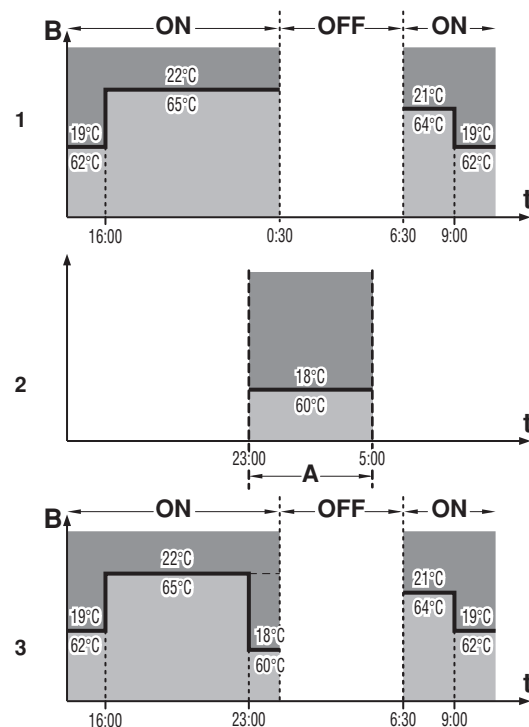 B ON OFF ON
22°C 21°C
65°C 64°C
1 19°C 19°C
62°C 62°C
t
16:00 0:30 6:30 9:00
18°C
2 60°C
t
23:00 5:00
A
B ON OFF ON
22°C 21°C
65°C 64°C
19°C 18°C 19°C
3 62°C 60°C 62°C
t
16:00 23:00 6:30 9:00